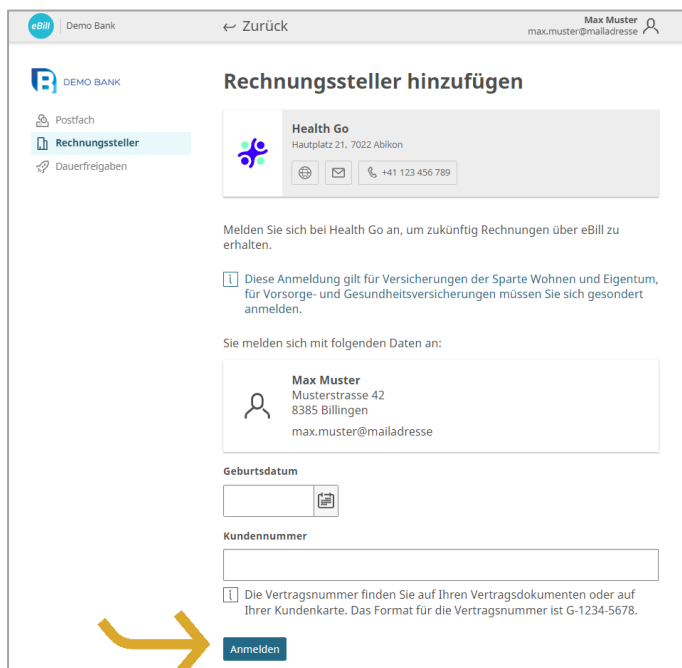 eBill Demo Bank
← Zurück
Max Muster
max.muster@mailadresse
DEMO BANK
Postfach
Rechnungssteller
Dauerfreigaben
Rechnungssteller hinzufügen
Health Go
Hautplatz 21, 7022 Abikon
+41 123 456 789
Melden Sie sich bei Health Go an, um zukünftig Rechnungen über eBill zu
erhalten.
i Diese Anmeldung gilt für Versicherungen der Sparte Wohnen und Eigentum,
für Vorsorge- und Gesundheitsversicherungen müssen Sie sich gesondert
anmelden.
Sie melden sich mit folgenden Daten an:
Max Muster
Musterstrasse 42
8385 Billingen
max.muster@mailadresse
Geburtsdatum
Kundennummer
i Die Vertragsnummer finden Sie auf Ihren Vertragsdokumenten oder auf
Ihrer Kundenkarte. Das Format für die Vertragsnummer ist G-1234-5678.
Anmelden